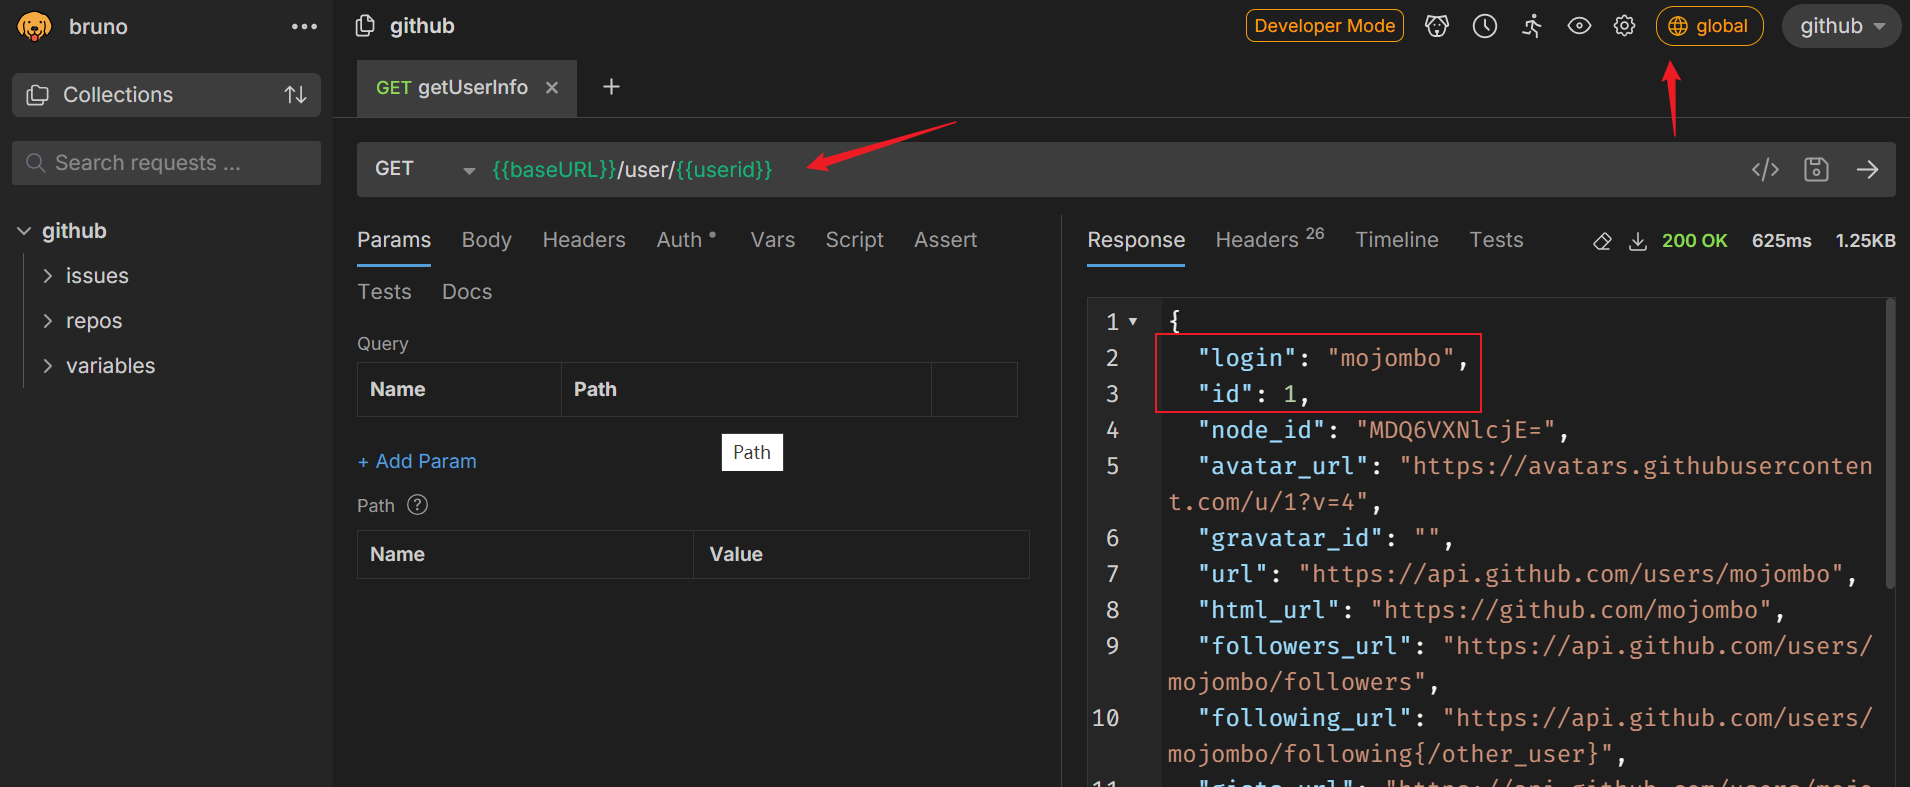 bruno
github
Developer Mode
global
github
Collections
GET getUserInfo
Search requests ...
GET {{baseURL}}/user/{{userid}}
github
issues
repos
variables
Params Body Headers Auth Vars Script Assert
Tests Docs
Query
Name Path
+ Add Param
Path
Path ?
Name Value
Response Headers 26 Timeline Tests 200 OK 625ms 1.25KB
1 {
2 "login": "mojombo",
3 "id": 1,
4 "node_id": "MDQ6VXNlcjE=",
5 "avatar_url": "https://avatars.githubuserconten
t.com/u/1?v=4",
6 "gravatar_id": "",
7 "url": "https://api.github.com/users/mojombo",
8 "html_url": "https://github.com/mojombo",
9 "followers_url": "https://api.github.com/users/
mojombo/followers",
10 "following_url": "https://api.github.com/users/
mojombo/following{/other_user}",